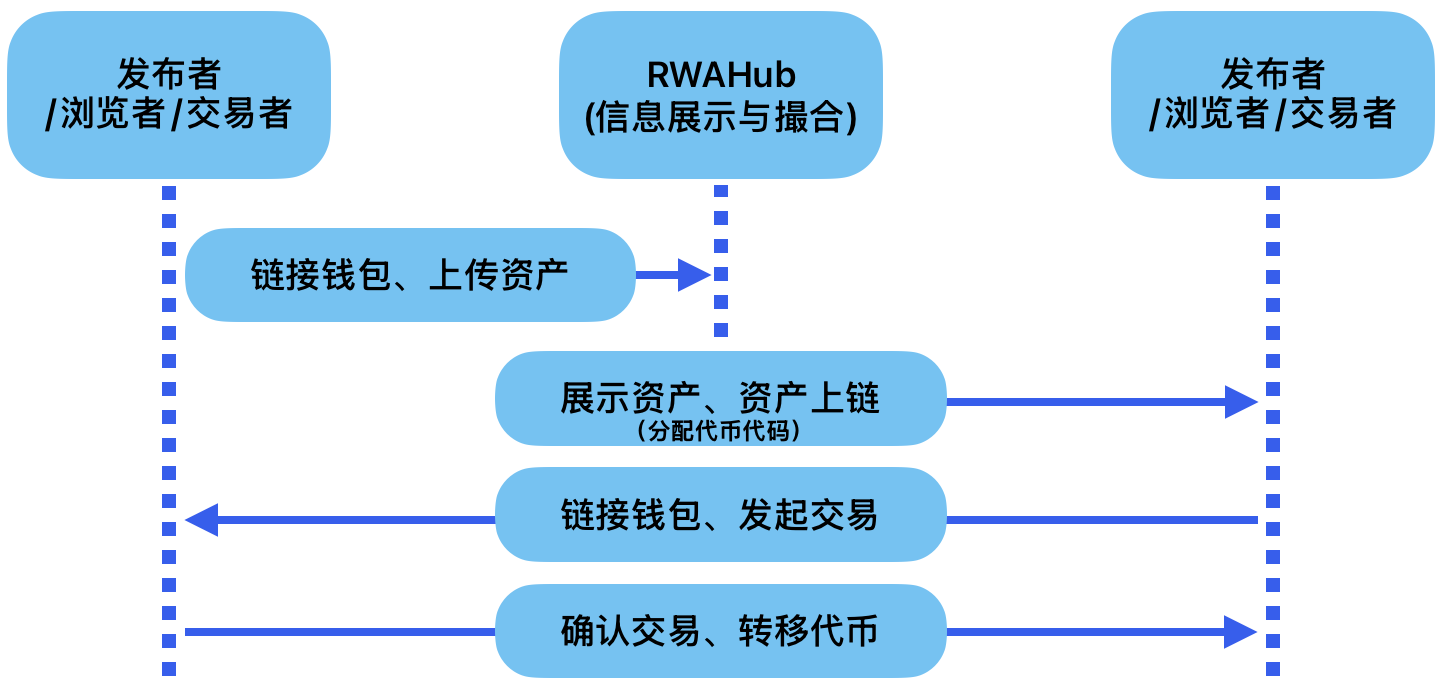 发布者
/浏览者/交易者
RWAHub
(信息展示与撮合)
发布者
/浏览者/交易者
链接钱包、上传资产
展示资产、资产上链
(分配代币代码)
链接钱包、发起交易
确认交易、转移代币